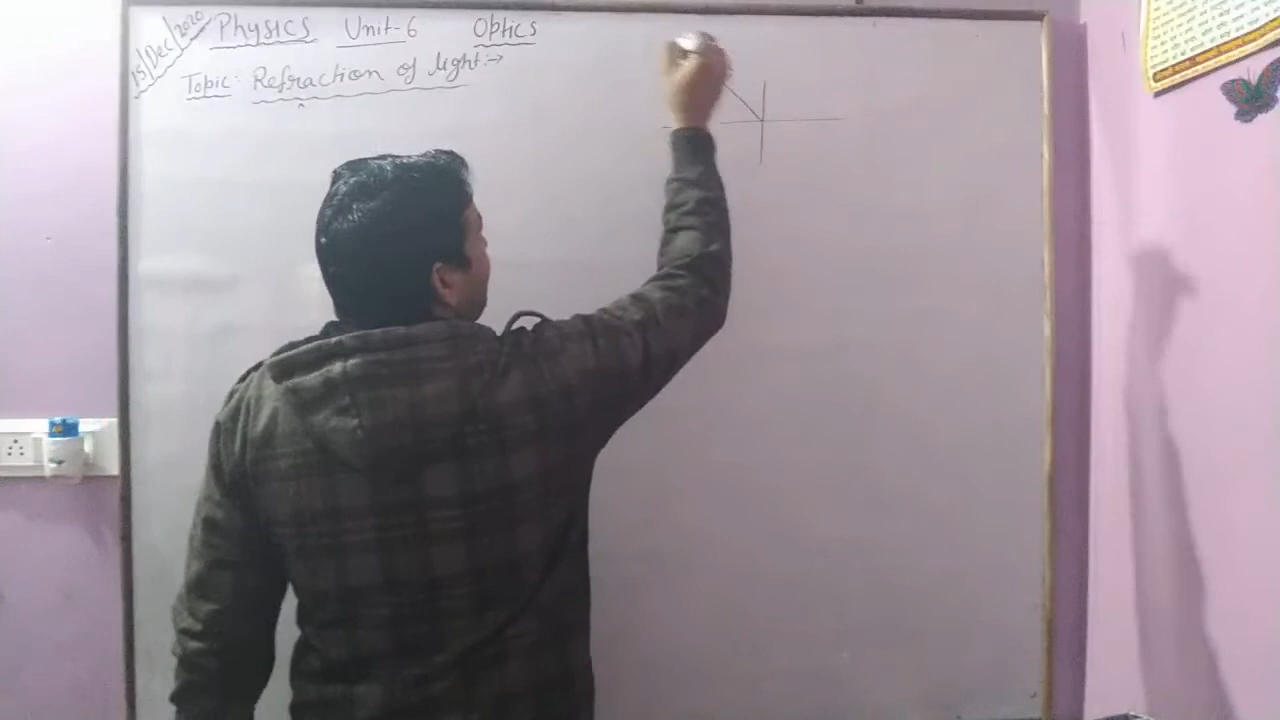 15/Dec/2020
Physics Unit-6 Optics
Topic: Refraction of light:→